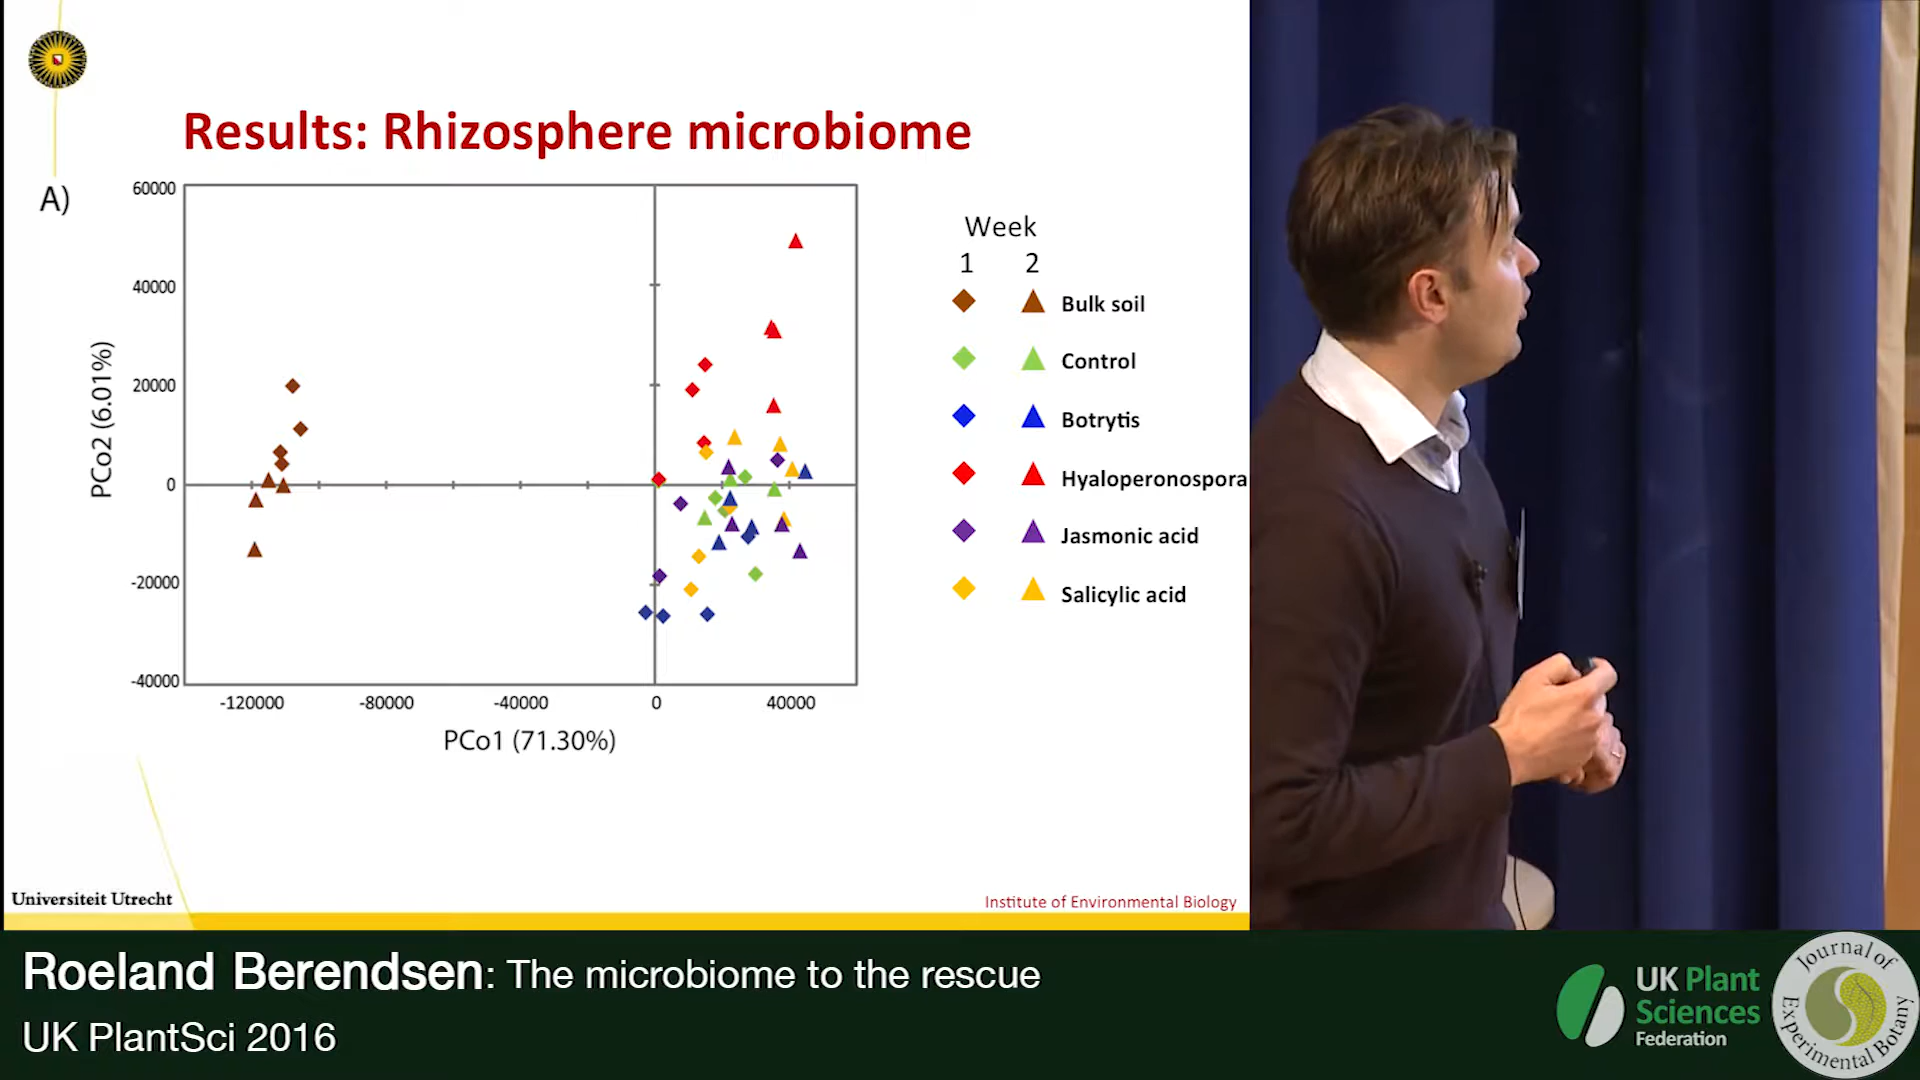 Results: Rhizosphere microbiome
A)
60000
40000
20000
0
-20000
-40000
PCo2 (6.01%)
-120000
-80000
-40000
0
40000
PCo1 (71.30%)
Week
1 2
Bulk soil
Control
Botrytis
Hyaloperonospora
Jasmonic acid
Salicylic acid
Universiteit Utrecht
Institute of Environmental Biology
Roeland Berendsen: The microbiome to the rescue
UK PlantSci 2016
UK Plant
Sciences
Federation
Journal of
Experimental Botany